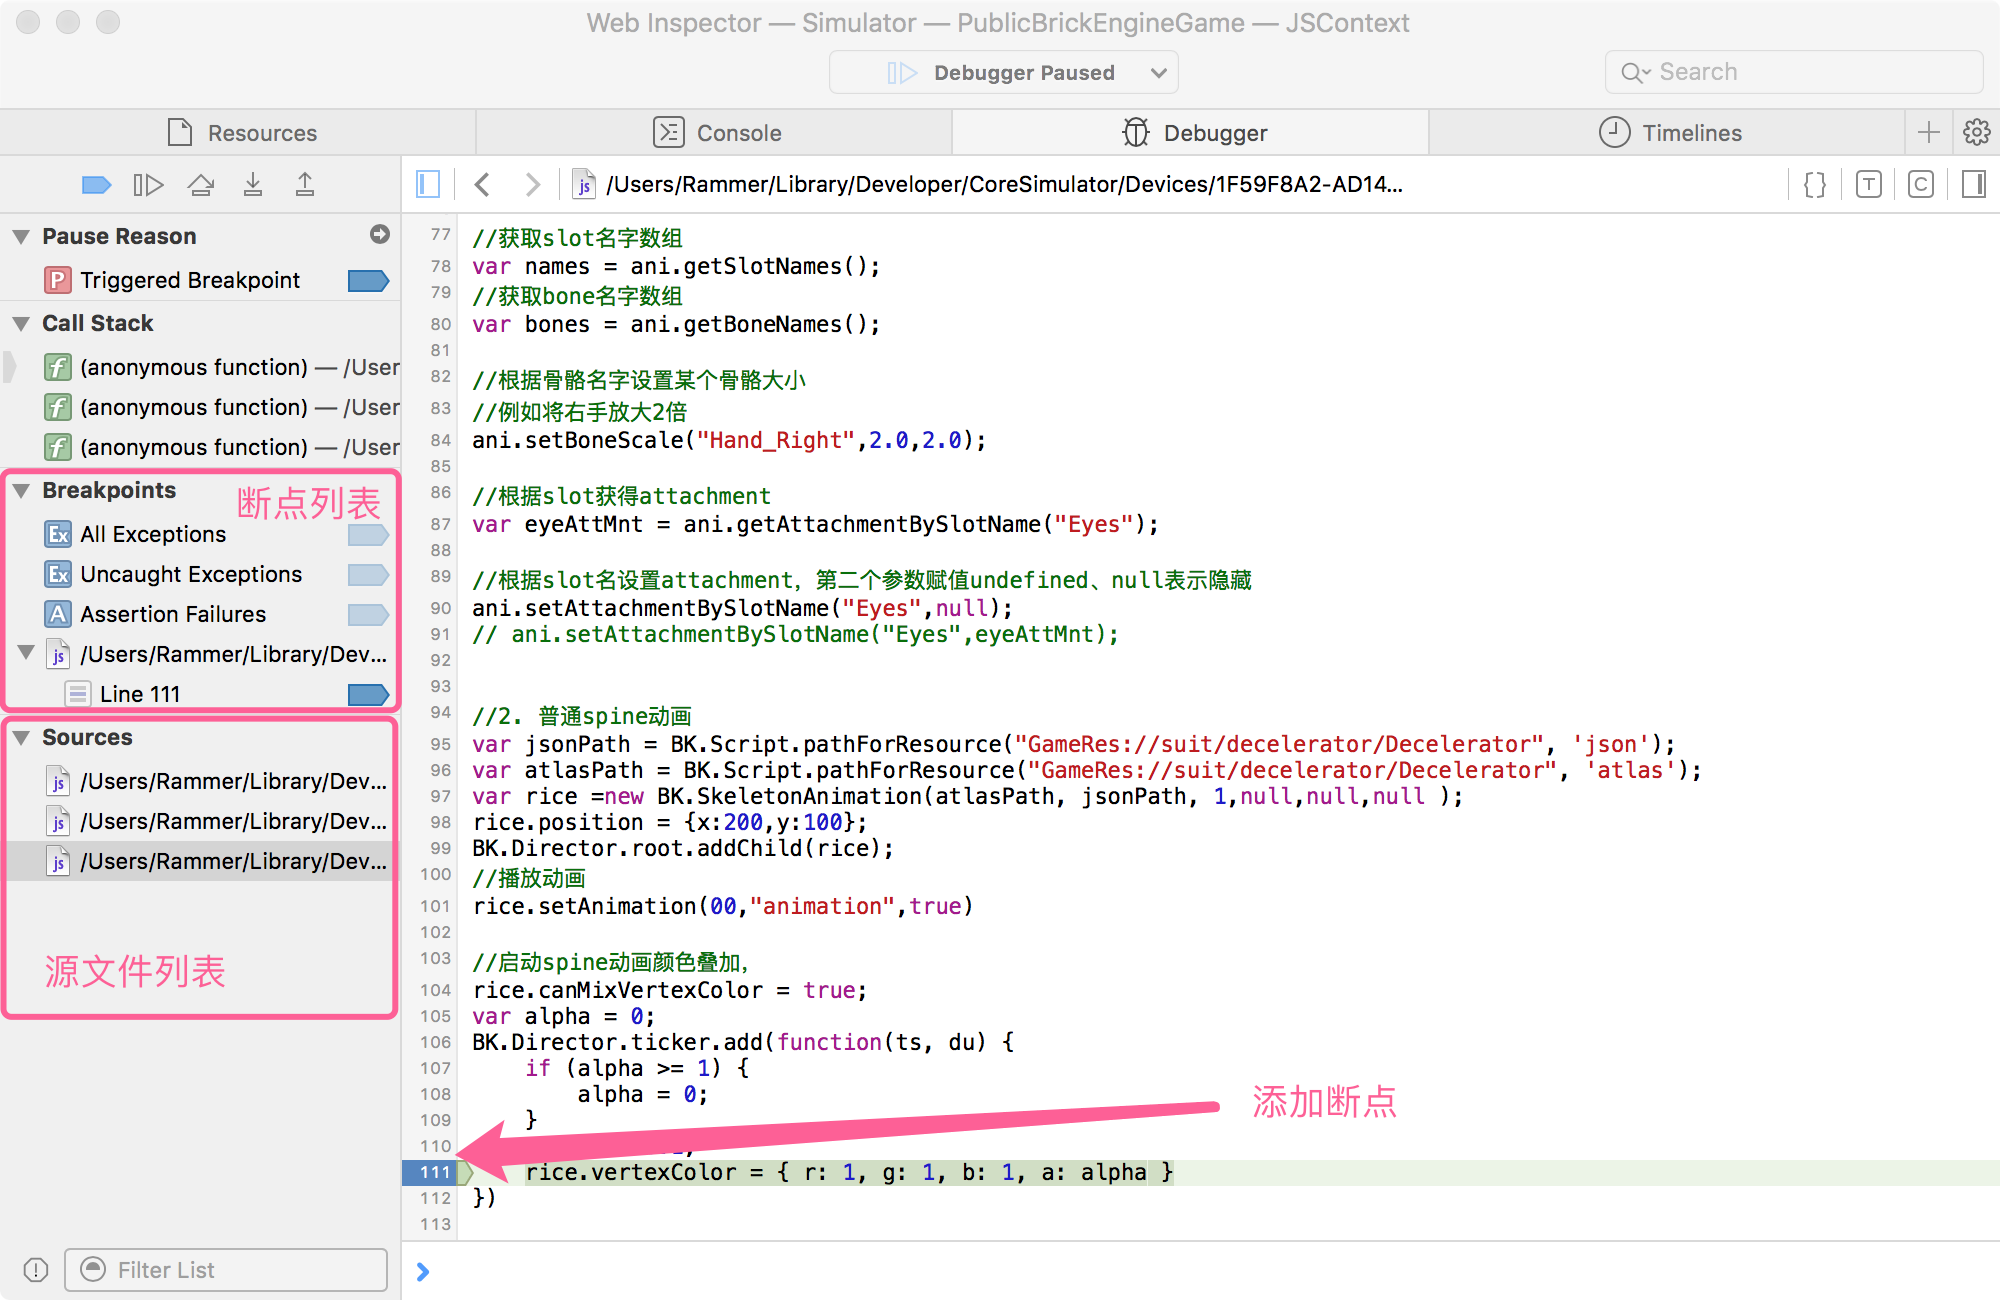 Web Inspector — Simulator — PublicBrickEngineGame — JSContext
Debugger Paused
Search
Resources
Console
Debugger
Timelines
/Users/Rammer/Library/Developer/CoreSimulator/Devices/1F59F8A2-AD14...
T
C
Pause Reason
P Triggered Breakpoint
Call Stack
f (anonymous function) — /User
f (anonymous function) — /User
f (anonymous function) — /User
Breakpoints
断点列表
Ex All Exceptions
Ex Uncaught Exceptions
A Assertion Failures
js /Users/Rammer/Library/Dev...
Line 111
Sources
js /Users/Rammer/Library/Dev...
js /Users/Rammer/Library/Dev...
js /Users/Rammer/Library/Dev...
源文件列表
Filter List
77 //获取slot名字数组
78 var names = ani.getSlotNames();
79 //获取bone名字数组
80 var bones = ani.getBoneNames();
81
82 //根据骨骼名字设置某个骨骼大小
83 //例如将右手放大2倍
84 ani.setBoneScale("Hand_Right",2.0,2.0);
85
86 //根据slot获得attachment
87 var eyeAttMnt = ani.getAttachmentBySlotName("Eyes");
88
89 //根据slot名设置attachment，第二个参数赋值undefined、null表示隐藏
90 ani.setAttachmentBySlotName("Eyes",null);
91 // ani.setAttachmentBySlotName("Eyes",eyeAttMnt);
92
93
94 //2. 普通spine动画
95 var jsonPath = BK.Script.pathForResource("GameRes://suit/decelerator/Decelerator", 'json');
96 var atlasPath = BK.Script.pathForResource("GameRes://suit/decelerator/Decelerator", 'atlas');
97 var rice =new BK.SkeletonAnimation(atlasPath, jsonPath, 1,null,null,null );
98 rice.position = {x:200,y:100};
99 BK.Director.root.addChild(rice);
100 //播放动画
101 rice.setAnimation(00,"animation",true)
102
103 //启动spine动画颜色叠加，
104 rice.canMixVertexColor = true;
105 var alpha = 0;
106 BK.Director.ticker.add(function(ts, du) {
107 if (alpha >= 1) {
108 alpha = 0;
109 }
添加断点
110
111 rice.vertexColor = { r: 1, g: 1, b: 1, a: alpha }
112 })
113